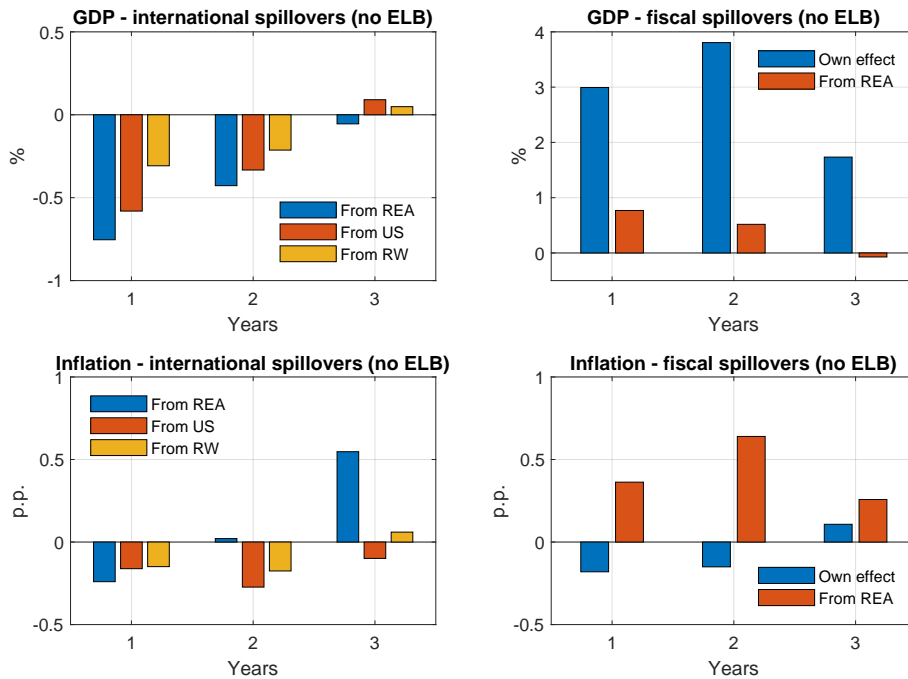 GDP - international spillovers (no ELB)
0.5
0
-0.5
-1
%
From REA
From US
From RW
1 2 3
Years
GDP - fiscal spillovers (no ELB)
4
3
2
1
0
%
Own effect
From REA
1 2 3
Years
Inflation - international spillovers (no ELB)
1
0.5
0
-0.5
p.p.
From REA
From US
From RW
1 2 3
Years
Inflation - fiscal spillovers (no ELB)
1
0.5
0
-0.5
p.p.
Own effect
From REA
1 2 3
Years